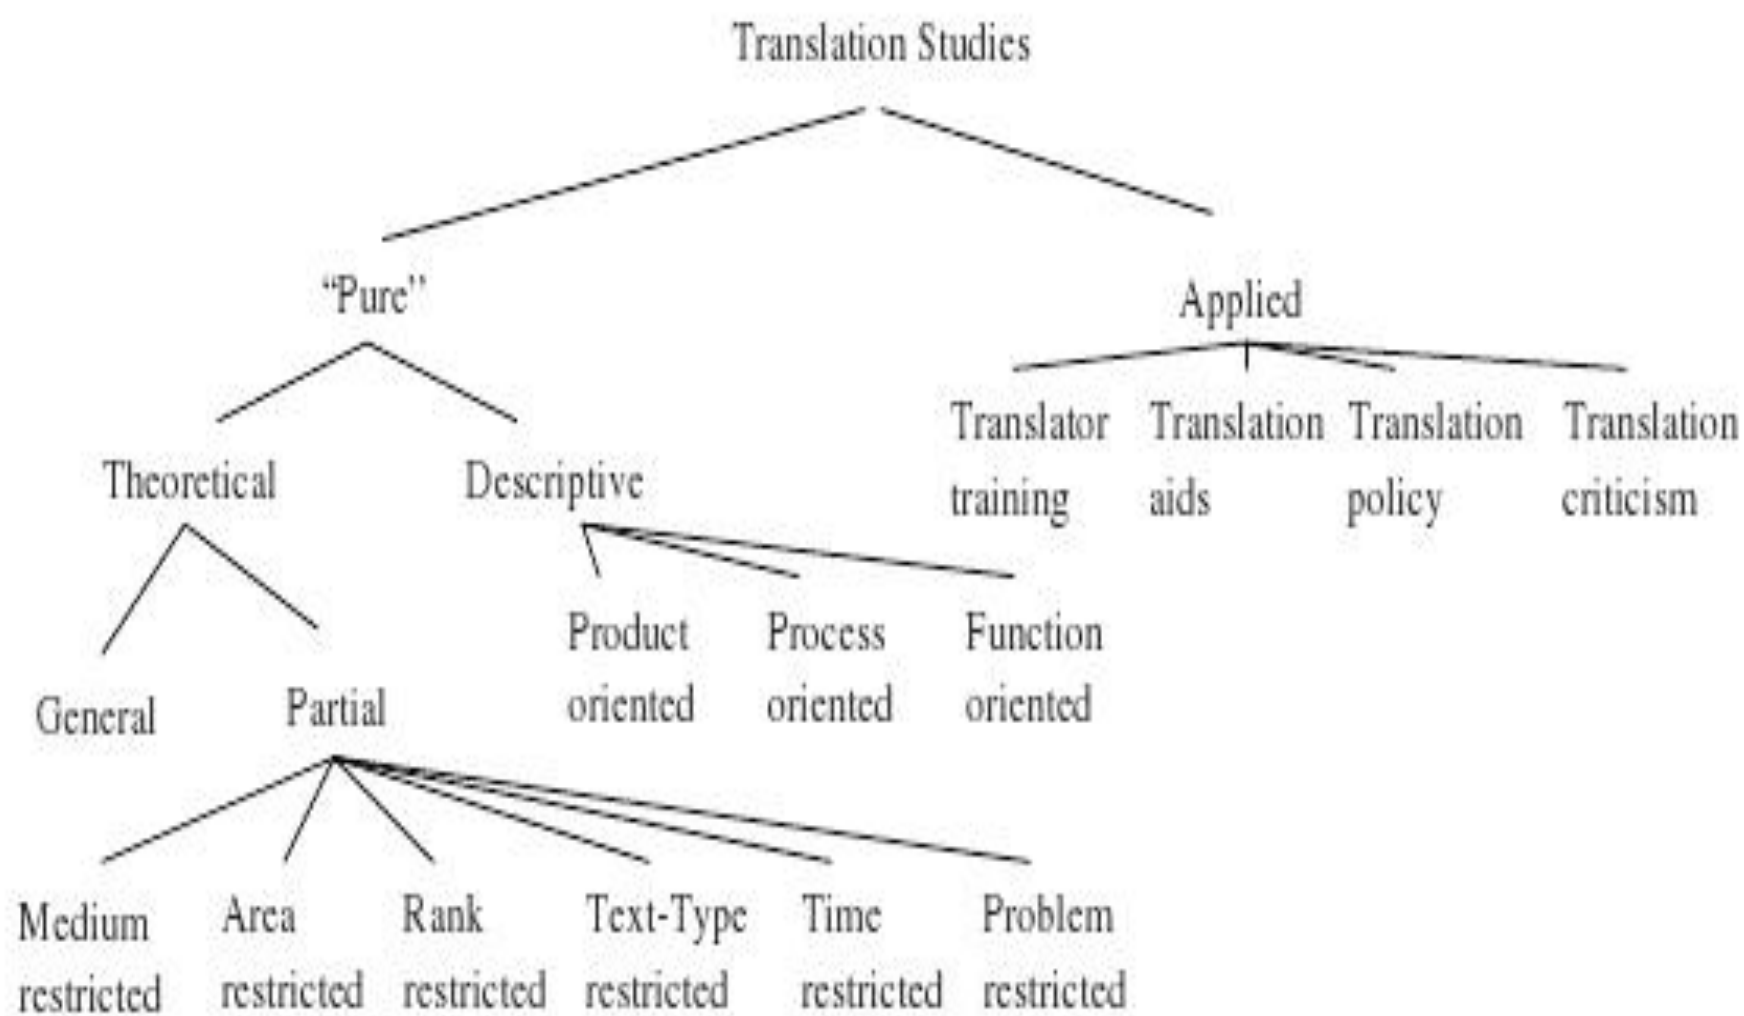 Translation Studies
“Pure”
Applied
Theoretical
Descriptive
Translator
training
Translation
aids
Translation
policy
Translation
criticism
General
Partial
Product
oriented
Process
oriented
Function
oriented
Medium
restricted
Area
restricted
Rank
restricted
Text-Type
restricted
Time
restricted
Problem
restricted